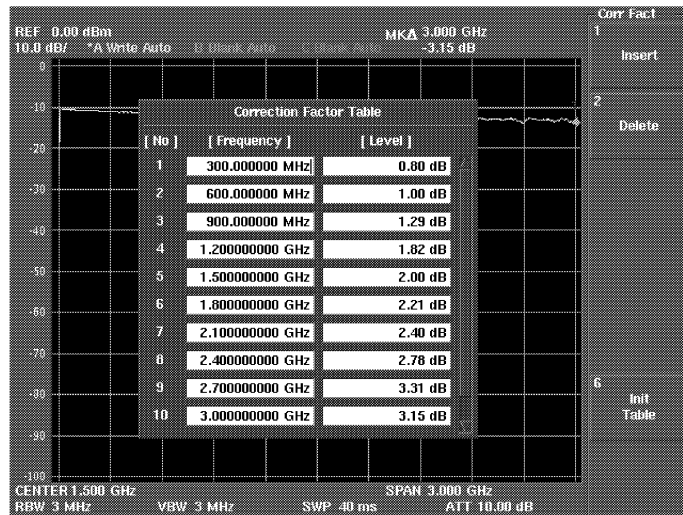 Corr Fact
REF 0.00 dBm MKΔ 3.000 GHz
10.0 dB/ *A Write Auto B Blank Auto C Blank Auto -3.15 dB
1
Insert
2
Delete
6
Init
Table
0
-10
-20
-30
-40
-50
-60
-70
-80
-90
-100
Correction Factor Table
[ No ] [ Frequency ] [ Level ]
1 300.000000 MHz 0.80 dB
2 600.000000 MHz 1.00 dB
3 900.000000 MHz 1.29 dB
4 1.200000000 GHz 1.82 dB
5 1.500000000 GHz 2.00 dB
6 1.800000000 GHz 2.21 dB
7 2.100000000 GHz 2.40 dB
8 2.400000000 GHz 2.78 dB
9 2.700000000 GHz 3.31 dB
10 3.000000000 GHz 3.15 dB
CENTER 1.500 GHz SPAN 3.000 GHz
RBW 3 MHz VBW 3 MHz SWP 40 ms ATT 10.00 dB